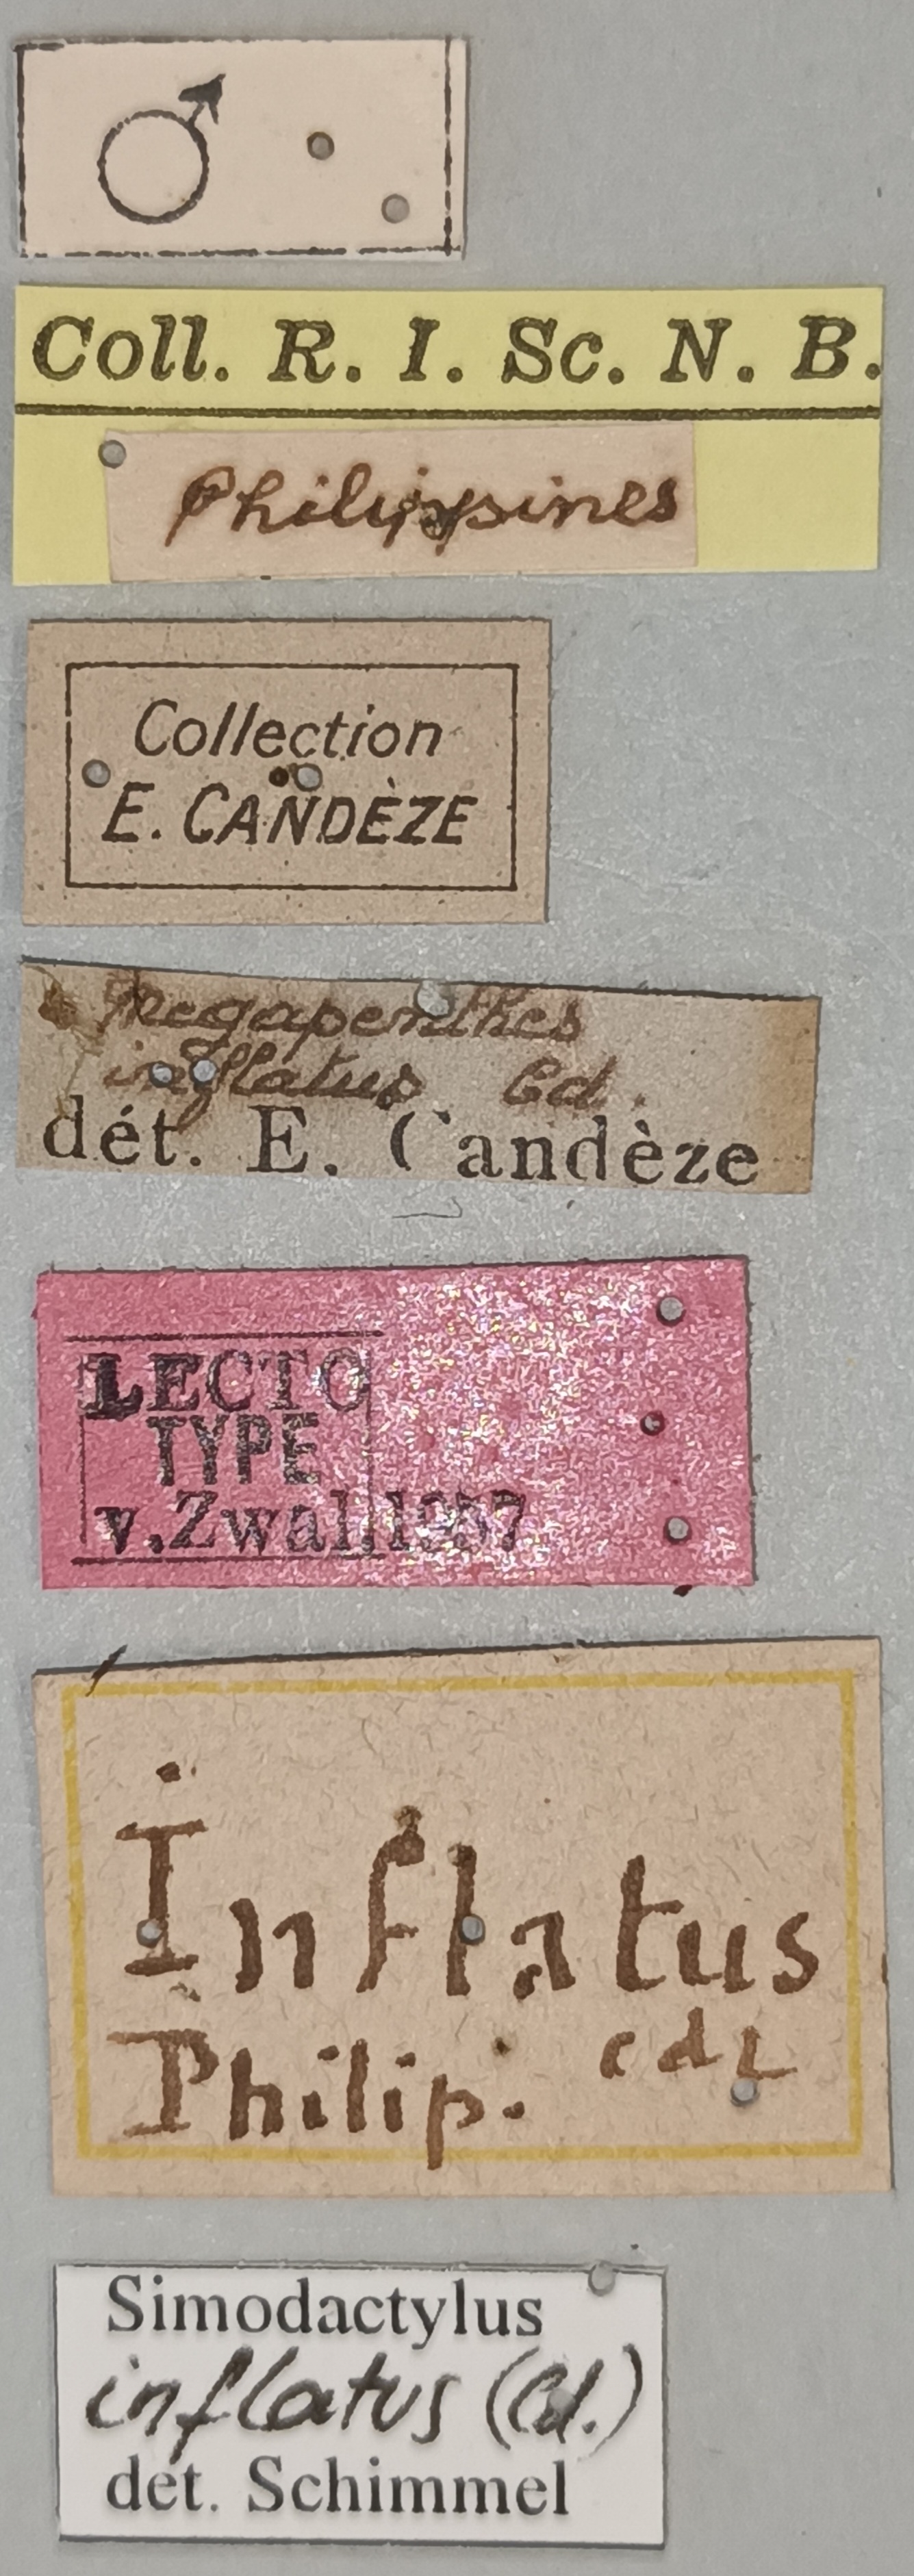 ♂
Coll. R. I. Sc. N. B.
Philippines
Collection
E. CANDÈZE
Megapenthes
inflatus Cd.
dét. E. Candèze
LECTO
TYPE
v.Zwal.1957
Inflatus
Philip. cdz
Simodactylus
inflatus (Cd.)
det. Schimmel